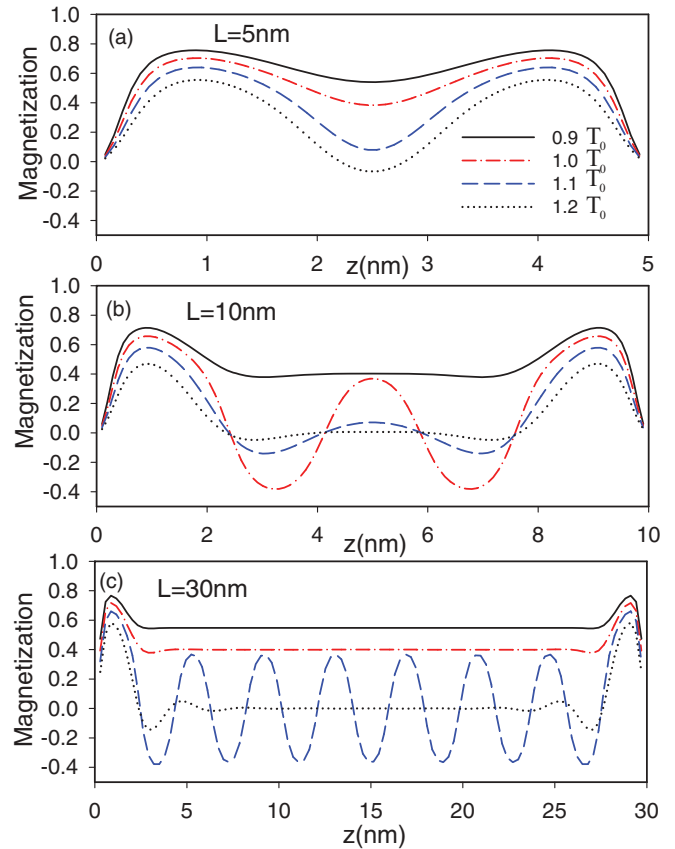 (a) L=5nm
1.0
0.8
0.6
0.4
0.2
0.0
-0.2
-0.4
Magnetization
0.9 T₀
1.0 T₀
1.1 T₀
1.2 T₀
0 1 2 3 4 5
z(nm)
(b) L=10nm
1.0
0.8
0.6
0.4
0.2
0.0
-0.2
-0.4
Magnetization
0 2 4 6 8 10
z(nm)
(c) L=30nm
1.0
0.8
0.6
0.4
0.2
0.0
-0.2
-0.4
Magnetization
0 5 10 15 20 25 30
z(nm)